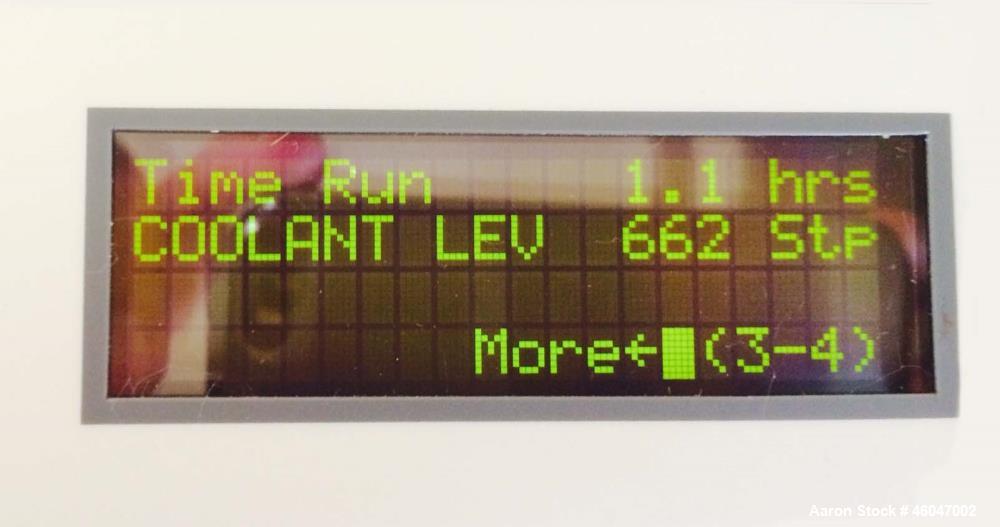 Time Run 1.1 hrs
COOLANT LEV 662 Stp
More←█(3-4)
Aaron Stock # 46047002